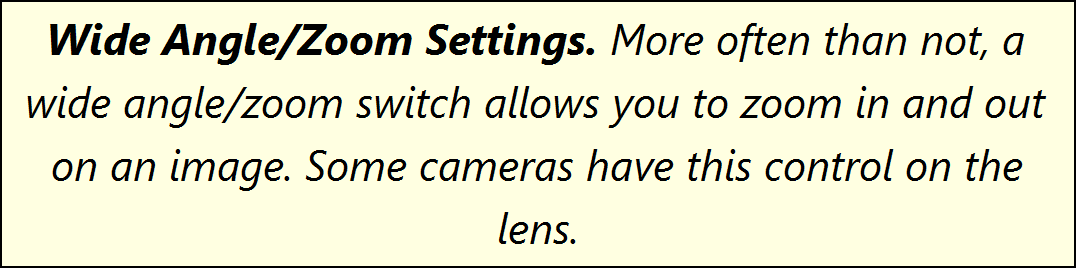 Wide Angle/Zoom Settings. More often than not, a
wide angle/zoom switch allows you to zoom in and out
on an image. Some cameras have this control on the
lens.